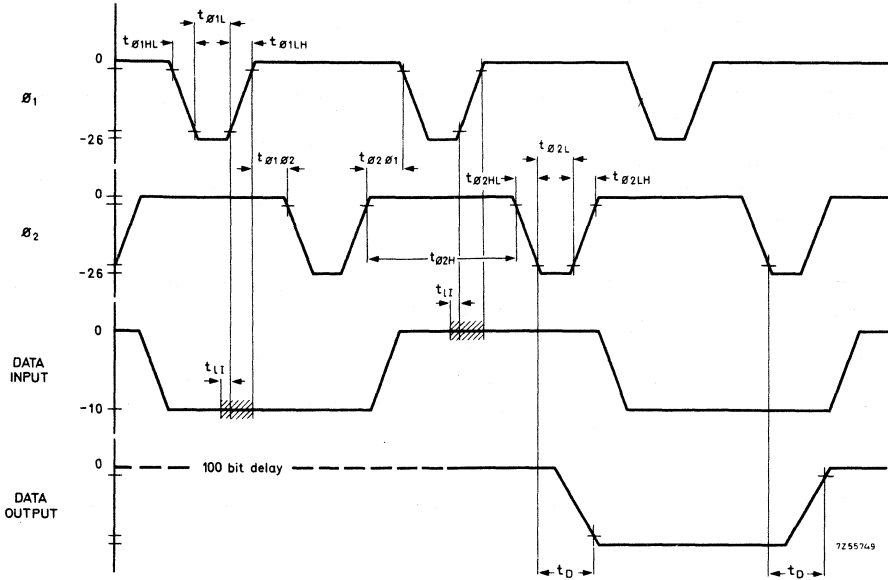 tø1L
tø1HL
tø1LH
0
ø1
-26
tø1ø2
tø2ø1
tø2L
tø2HL
tø2LH
0
ø2
-26
tø2H
tlI
0
DATA
INPUT
tlI
-10
0
100 bit delay
DATA
OUTPUT
7Z55749
tD
tD